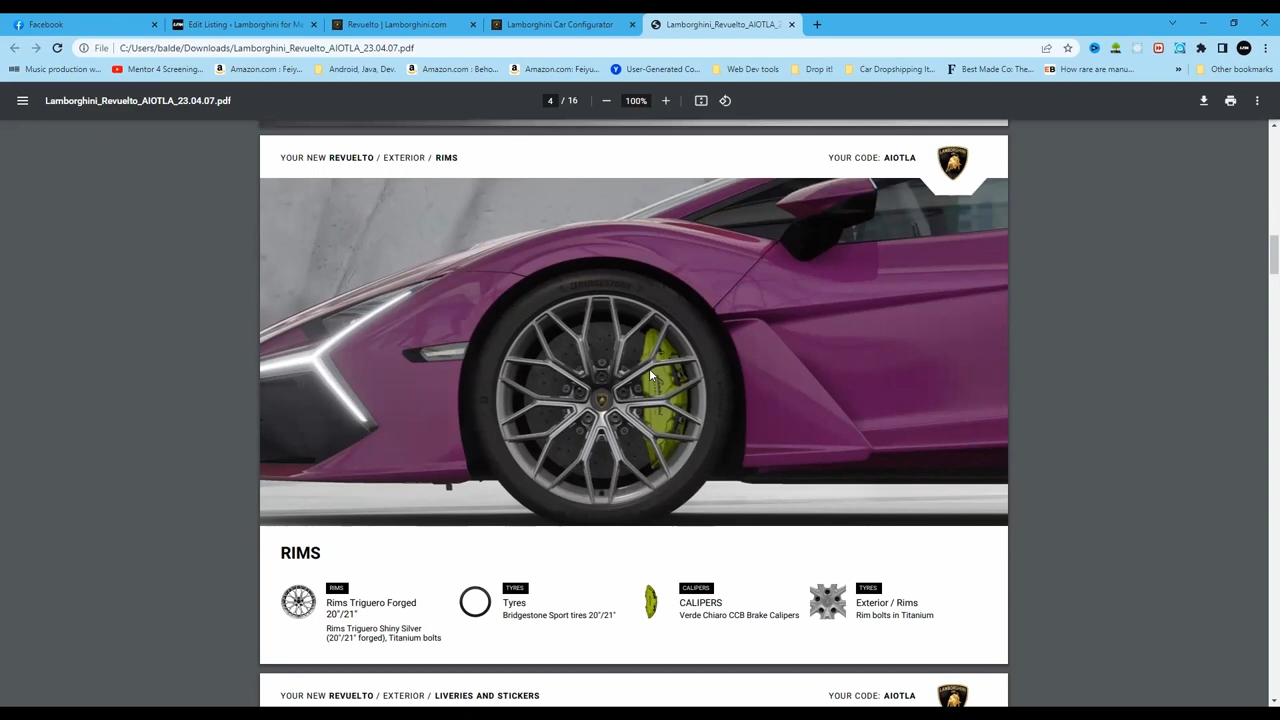 Facebook
Edit Listing ‹ Lamborghini for Me
Revuelto | Lamborghini.com
Lamborghini Car Configurator
Lamborghini_Revuelto_AIOTLA_2
File
C:/Users/balde/Downloads/Lamborghini_Revuelto_AIOTLA_23.04.07.pdf
Music production w...
Mentor 4 Screening...
Amazon.com : Feiyu...
Android, Java, Dev.
Amazon.com : Beho...
Amazon.com: Feiyu...
User-Generated Co...
Web Dev tools
Drop it!
Car Dropshipping It...
Best Made Co: The...
How rare are manu...
Other bookmarks
Lamborghini_Revuelto_AIOTLA_23.04.07.pdf
4 / 16
100%
YOUR NEW REVUELTO / EXTERIOR / RIMS
YOUR CODE: AIOTLA
RIMS
RIMS
Rims Triguero Forged
20"/21"
Rims Triguero Shiny Silver
(20"/21" forged), Titanium bolts
TYRES
Tyres
Bridgestone Sport tires 20"/21"
CALIPERS
CALIPERS
Verde Chiaro CCB Brake Calipers
TYRES
Exterior / Rims
Rim bolts in Titanium
YOUR NEW REVUELTO / EXTERIOR / LIVERIES AND STICKERS
YOUR CODE: AIOTLA